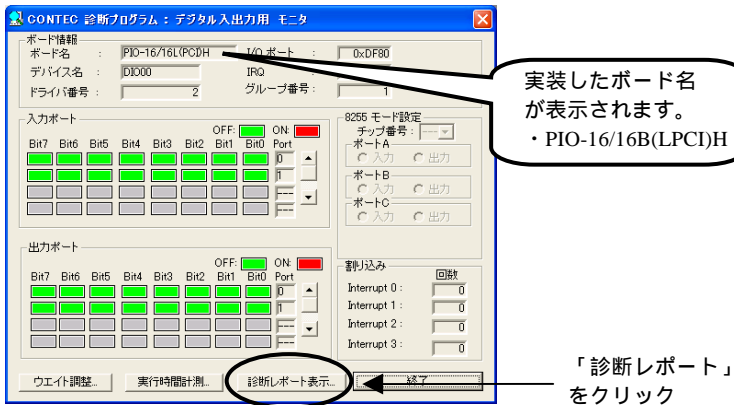 CONTEC 診断プログラム : デジタル入出力用 モニタ
ボード情報
ボード名 : PIO-16/16L(PCI)H I/O ポート : 0xDF80
デバイス名 : DIO00 IRQ
ドライバ番号 : 2 グループ番号 : 1
実装したボード名
が表示されます。
・PIO-16/16B(LPCI)H
入力ポート
OFF: ON:
Bit7 Bit6 Bit5 Bit4 Bit3 Bit2 Bit1 Bit0 Port
0
1
---
---
8255 モード設定
チップ番号 : ---
ポートA
入力 出力
ポートB
入力 出力
ポートC
入力 出力
出力ポート
OFF: ON:
Bit7 Bit6 Bit5 Bit4 Bit3 Bit2 Bit1 Bit0 Port
0
1
---
---
割り込み
回数
Interrupt 0 : 0
Interrupt 1 : 0
Interrupt 2 : 0
Interrupt 3 : 0
ウエイト調整... 実行時間計測... 診断レポート表示... 終了
「診断レポート」
をクリック